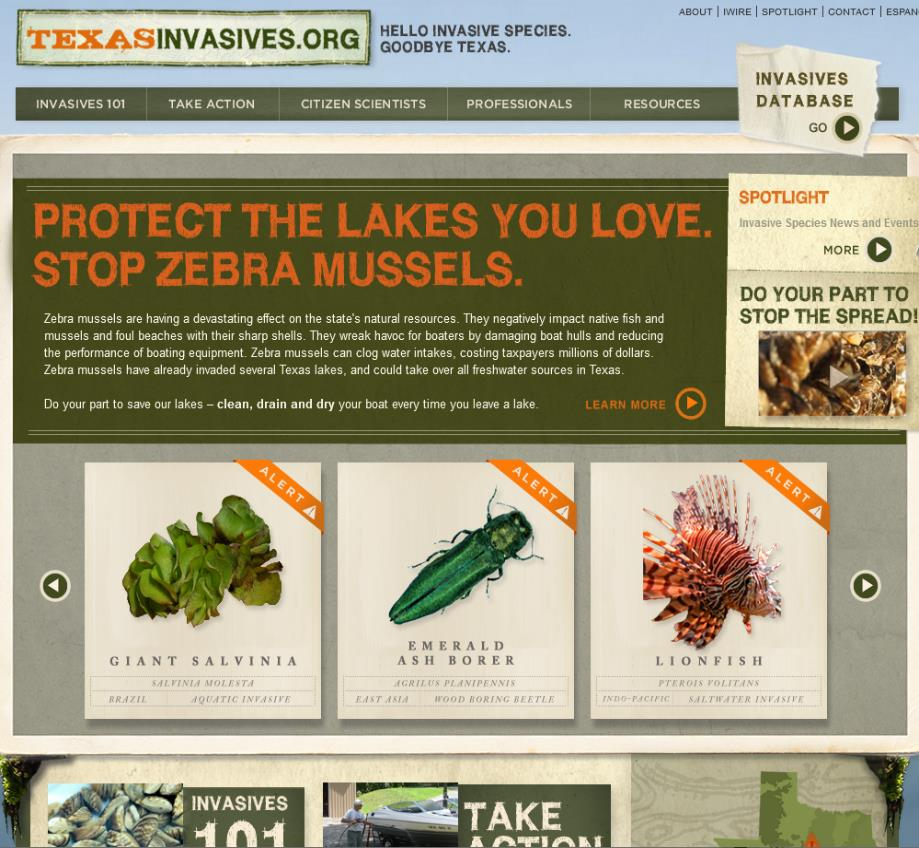 ABOUT | IWIRE | SPOTLIGHT | CONTACT | ESPAN
TEXASINVASIVES.ORG
HELLO INVASIVE SPECIES.
GOODBYE TEXAS.
INVASIVES 101
TAKE ACTION
CITIZEN SCIENTISTS
PROFESSIONALS
RESOURCES
INVASIVES
DATABASE
GO
PROTECT THE LAKES YOU LOVE.
STOP ZEBRA MUSSELS.
Zebra mussels are having a devastating effect on the state's natural resources. They negatively impact native fish and
mussels and foul beaches with their sharp shells. They wreak havoc for boaters by damaging boat hulls and reducing
the performance of boating equipment. Zebra mussels can clog water intakes, costing taxpayers millions of dollars.
Zebra mussels have already invaded several Texas lakes, and could take over all freshwater sources in Texas.
Do your part to save our lakes – clean, drain and dry your boat every time you leave a lake.
LEARN MORE
SPOTLIGHT
Invasive Species News and Events
MORE
DO YOUR PART TO
STOP THE SPREAD!
ALERT
GIANT SALVINIA
SALVINIA MOLESTA
BRAZIL
AQUATIC INVASIVE
ALERT
EMERALD
ASH BORER
AGRILUS PLANIPENNIS
EAST ASIA
WOOD BORING BEETLE
ALERT
LIONFISH
PTEROIS VOLITANS
INDO-PACIFIC
SALTWATER INVASIVE
INVASIVES
101
TAKE
ACTION